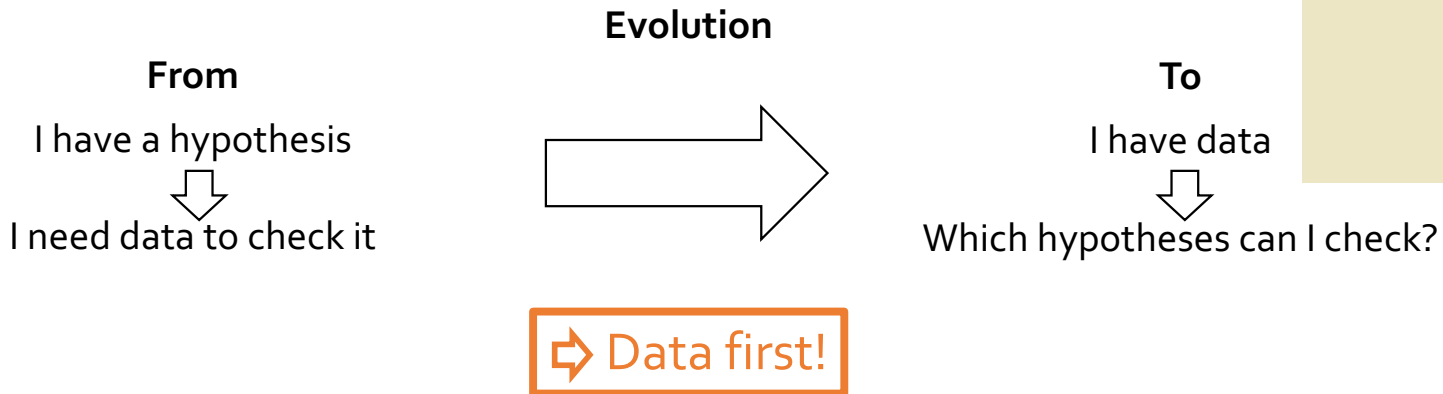 Evolution
From
I have a hypothesis
I need data to check it
To
I have data
Which hypotheses can I check?
Data first!